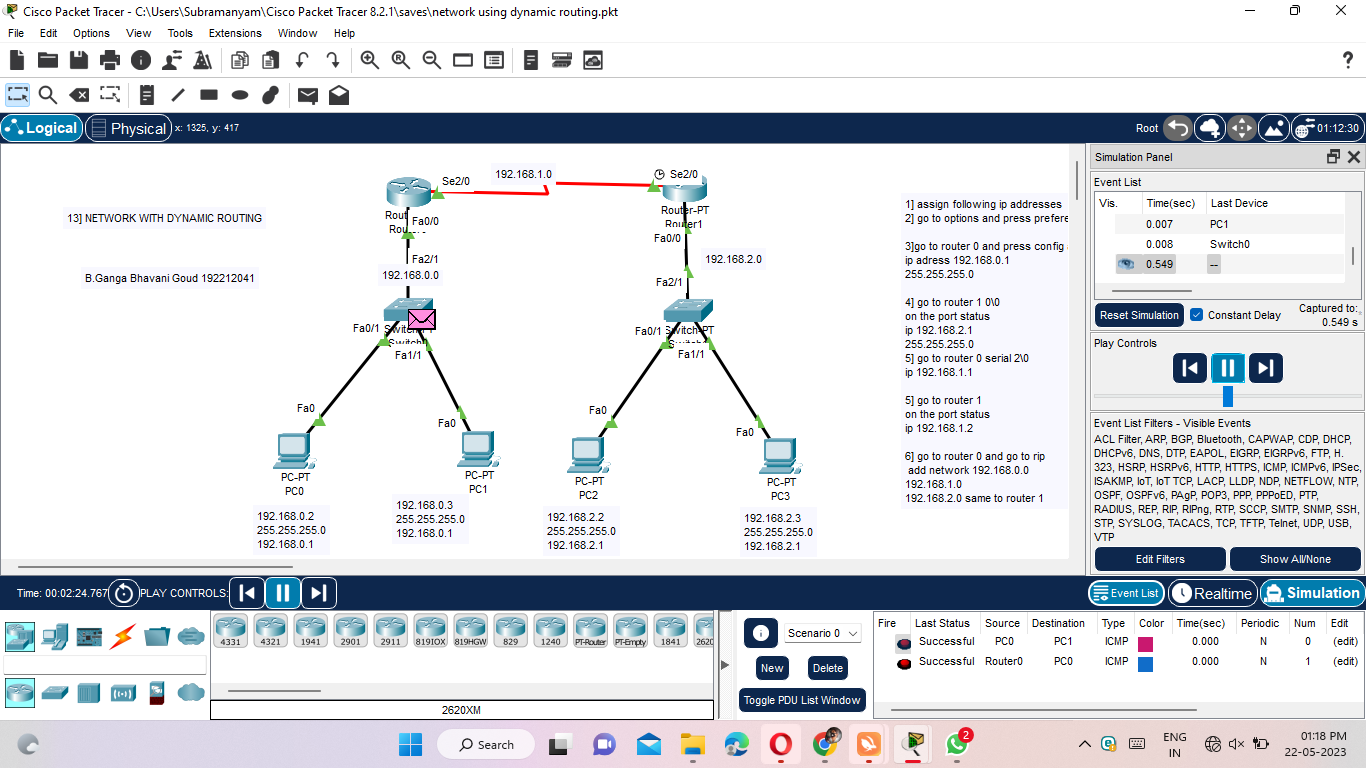 Cisco Packet Tracer - C:\Users\Subramanyam\Cisco Packet Tracer 8.2.1\saves\network using dynamic routing.pkt
File Edit Options View Tools Extensions Window Help
Logical Physical x: 1325, y: 417 Root 01:12:30
13] NETWORK WITH DYNAMIC ROUTING
B.Ganga Bhavani Goud 192212041
192.168.1.0
Se2/0
Se2/0
Fa0/0
Router-PT
Router1
Fa0/0
Fa2/1
192.168.0.0
192.168.2.0
Fa2/1
Fa0/1
Fa1/1
Fa0/1
Fa1/1
Fa0
Fa0
Fa0
Fa0
PC-PT
PC0
PC-PT
PC1
PC-PT
PC2
PC-PT
PC3
192.168.0.2
255.255.255.0
192.168.0.1
192.168.0.3
255.255.255.0
192.168.0.1
192.168.2.2
255.255.255.0
192.168.2.1
192.168.2.3
255.255.255.0
192.168.2.1
1] assign following ip addresses
2] go to options and press prefere
3]go to router 0 and press config
ip adress 192.168.0.1
255.255.255.0
4] go to router 1 0\0
on the port status
ip 192.168.2.1
255.255.255.0
5] go to router 0 serial 2\0
ip 192.168.1.1
5] go to router 1
on the port status
ip 192.168.1.2
6] go to router 0 and go to rip
add network 192.168.0.0
192.168.1.0
192.168.2.0 same to router 1
Simulation Panel
Event List
Vis. Time(sec) Last Device
0.007 PC1
0.008 Switch0
0.549 --
Reset Simulation Constant Delay Captured to:
0.549 s
Play Controls
Event List Filters - Visible Events
ACL Filter, ARP, BGP, Bluetooth, CAPWAP, CDP, DHCP,
DHCPv6, DNS, DTP, EAPOL, EIGRP, EIGRPv6, FTP, H.
323, HSRP, HSRPv6, HTTP, HTTPS, ICMP, ICMPv6, IPSec,
ISAKMP, IoT, IoT TCP, LACP, LLDP, NDP, NETFLOW, NTP,
OSPF, OSPFv6, PAgP, POP3, PPP, PPPoED, PTP,
RADIUS, REP, RIP, RIPng, RTP, SCCP, SMTP, SNMP, SSH,
STP, SYSLOG, TACACS, TCP, TFTP, Telnet, UDP, USB,
VTP
Edit Filters Show All/None
Time: 00:02:24.767 PLAY CONTROLS: Event List Realtime Simulation
4331 4321 1941 2901 2911 819IOX 819HGW 829 1240 PT-Router PT-Empty 1841 2620
2620XM
Scenario 0
New Delete
Toggle PDU List Window
Fire Last Status Source Destination Type Color Time(sec) Periodic Num Edit
Successful PC0 PC1 ICMP 0.000 N 0 (edit)
Successful Router0 PC0 ICMP 0.000 N 1 (edit)
Search
2
ENG
IN
01:18 PM
22-05-2023